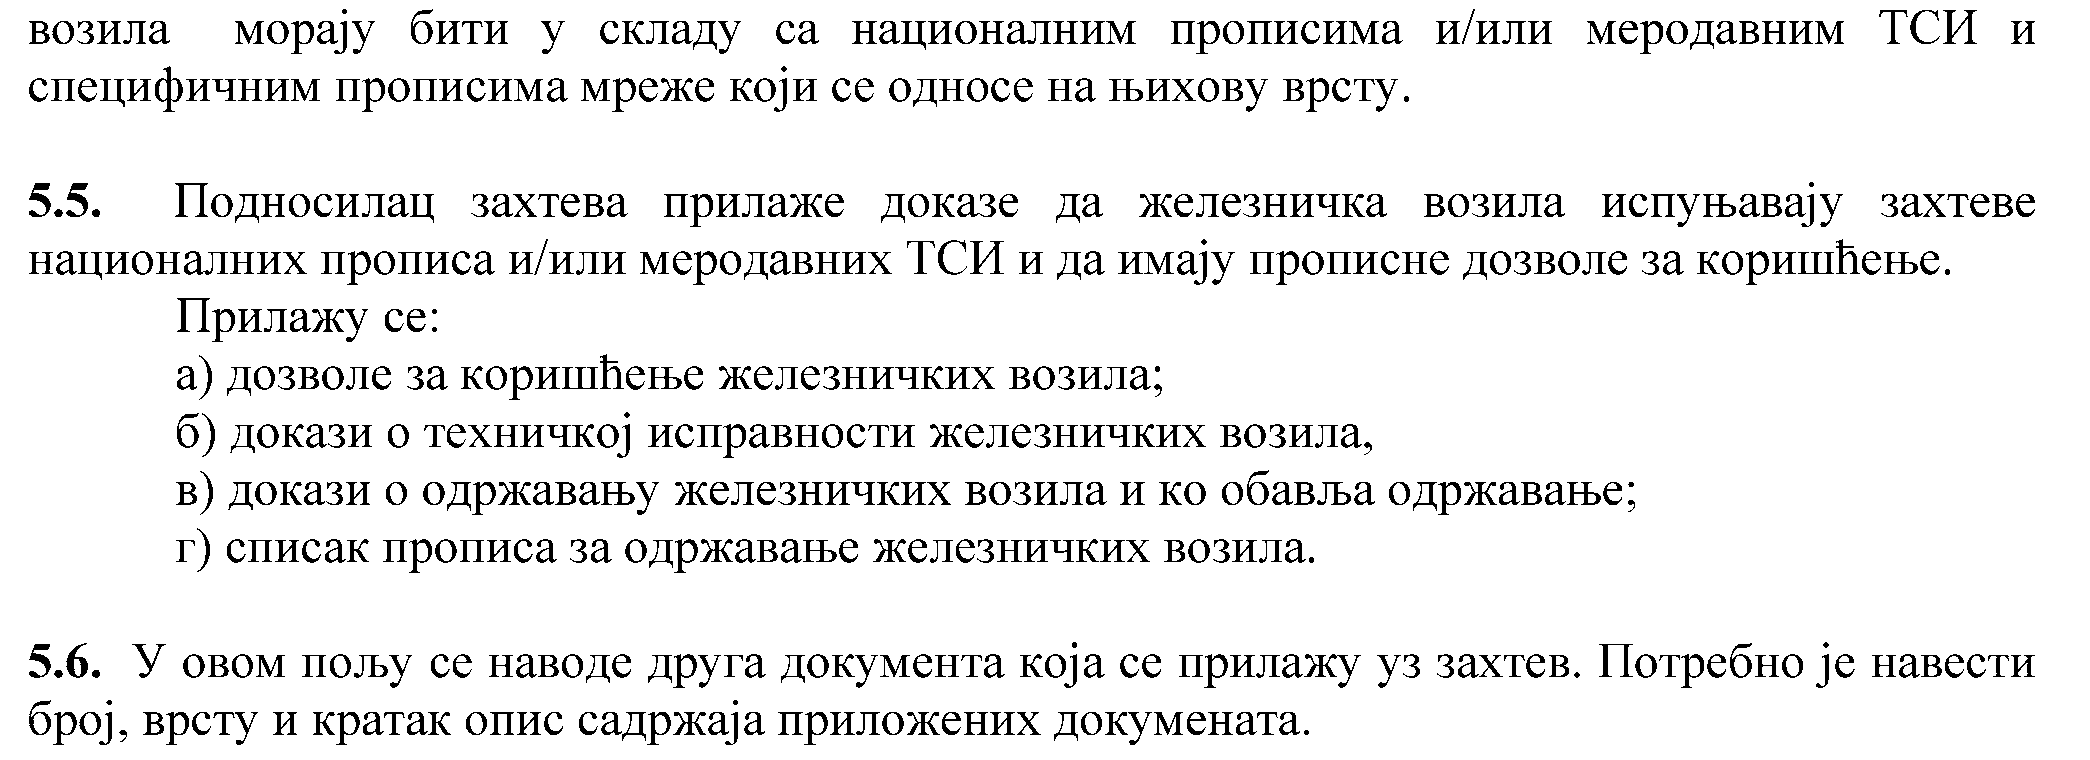 возила морају бити у складу са националним прописима и/или меродавним ТСИ и
специфичним прописима мреже који се односе на њихову врсту.
5.5. Подносилац захтева прилаже доказе да железничка возила испуњавају захтеве
националних прописа и/или меродавних ТСИ и да имају прописне дозволе за коришћење.
Прилажу се:
а) дозволе за коришћење железничких возила;
б) докази о техничкој исправности железничких возила,
в) докази о одржавању железничких возила и ко обавља одржавање;
г) списак прописа за одржавање железничких возила.
5.6. У овом пољу се наводе друга документа која се прилажу уз захтев. Потребно је навести
број, врсту и кратак опис садржаја приложених докумената.